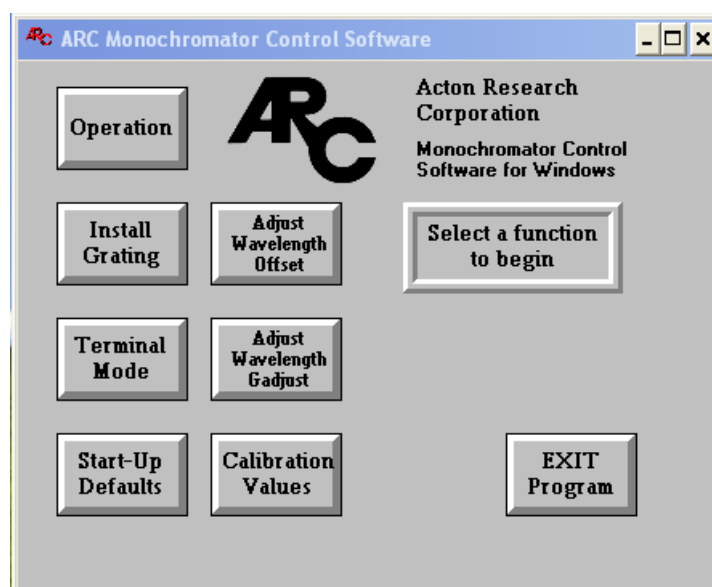 ARC ARC Monochromator Control Software
Operation
ARC
Acton Research
Corporation
Monochromator Control
Software for Windows
Install
Grating
Adjust
Wavelength
Offset
Select a function
to begin
Terminal
Mode
Adjust
Wavelength
Gadjust
Start-Up
Defaults
Calibration
Values
EXIT
Program